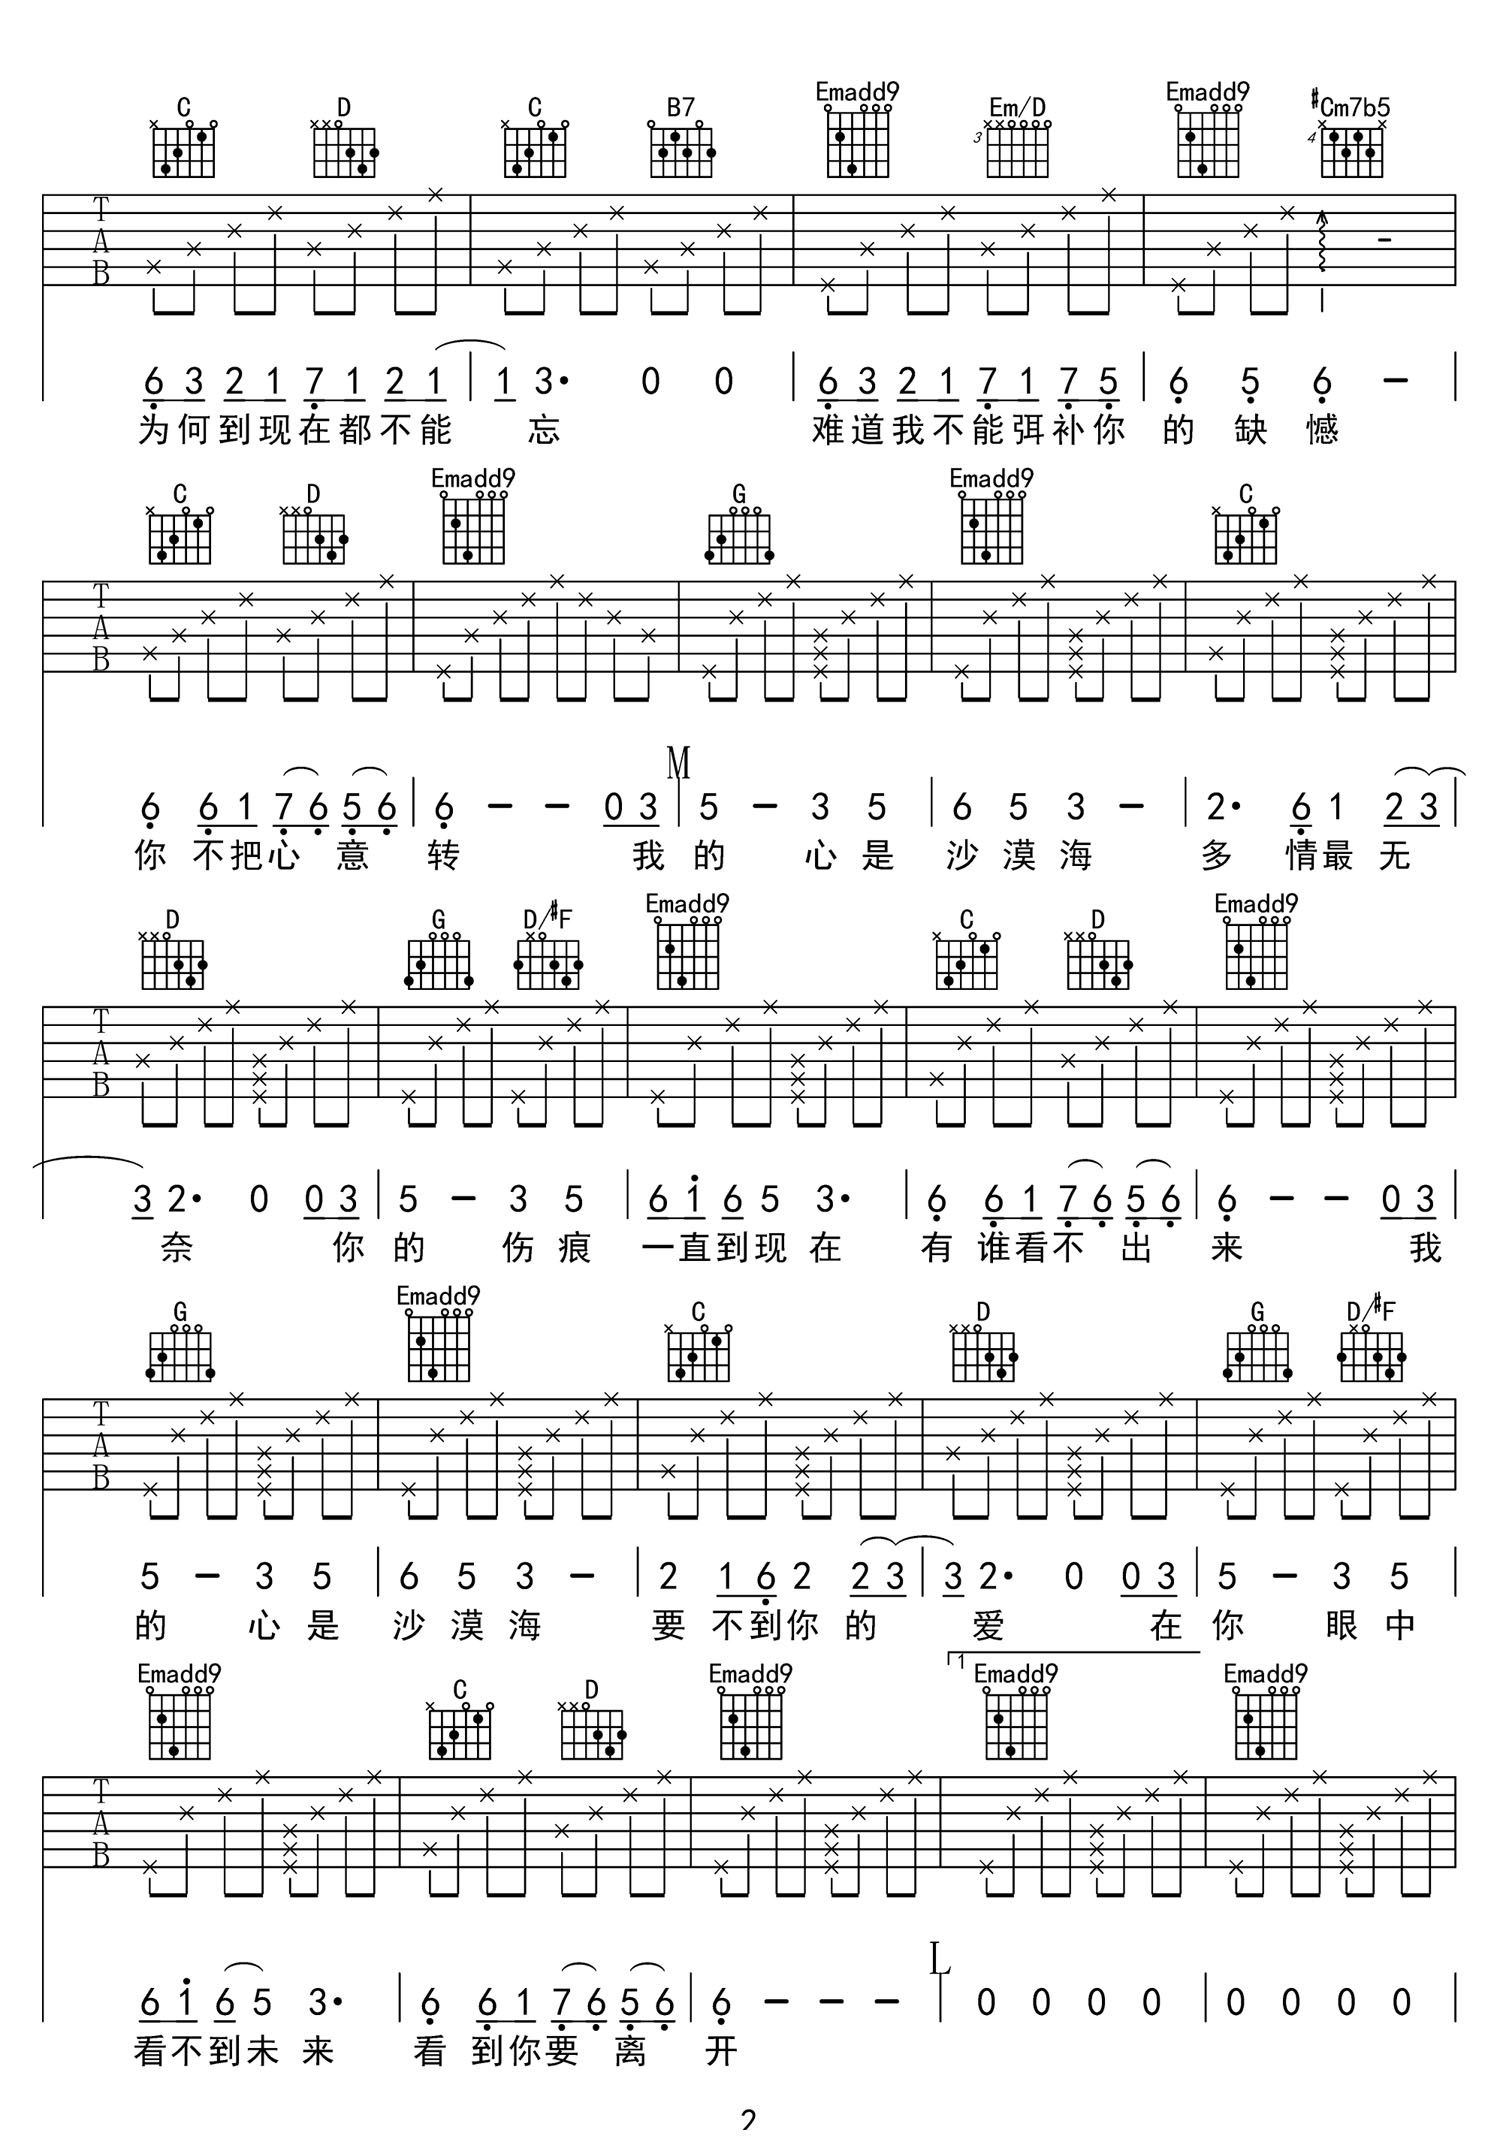 C D C B7 Emadd9 Em/D Emadd9 #Cm7b5
3 4
T
A
B
6 3 2 1 7 1 2 1 | 1 3· 0 0 | 6 3 2 1 7 1 7 5 | 6 5 6 - |
为何到现在都不能 忘 难道我不能弭补你 的 缺 憾
C D Emadd9 G Emadd9 C
T
A
B
M
6 6 1 7 6 5 6 | 6 - - 0 3 | 5 - 3 5 | 6 5 3 - | 2· 6 1 2 3 |
你 不把心 意 转 我 的 心 是 沙 漠 海 多 情最 无
D G D/#F Emadd9 C D Emadd9
T
A
B
3 2· 0 0 3 | 5 - 3 5 | 6 1 6 5 3· | 6 6 1 7 6 5 6 | 6 - - 0 3
奈 你 的 伤 痕 一直到现 在 有 谁看不 出 来 我
G Emadd9 C D G D/#F
T
A
B
5 - 3 5 | 6 5 3 - | 2 1 6 2 2 3 | 3 2· 0 0 3 | 5 - 3 5 |
的 心 是 沙 漠 海 要 不到你 的 爱 在 你 眼 中
1
Emadd9 C D Emadd9 Emadd9 Emadd9
T
A
B
L
6 1 6 5 3· | 6 6 1 7 6 5 6 | 6 - - - | 0 0 0 0 | 0 0 0 0 |
看不到未 来 看 到你要 离 开
2